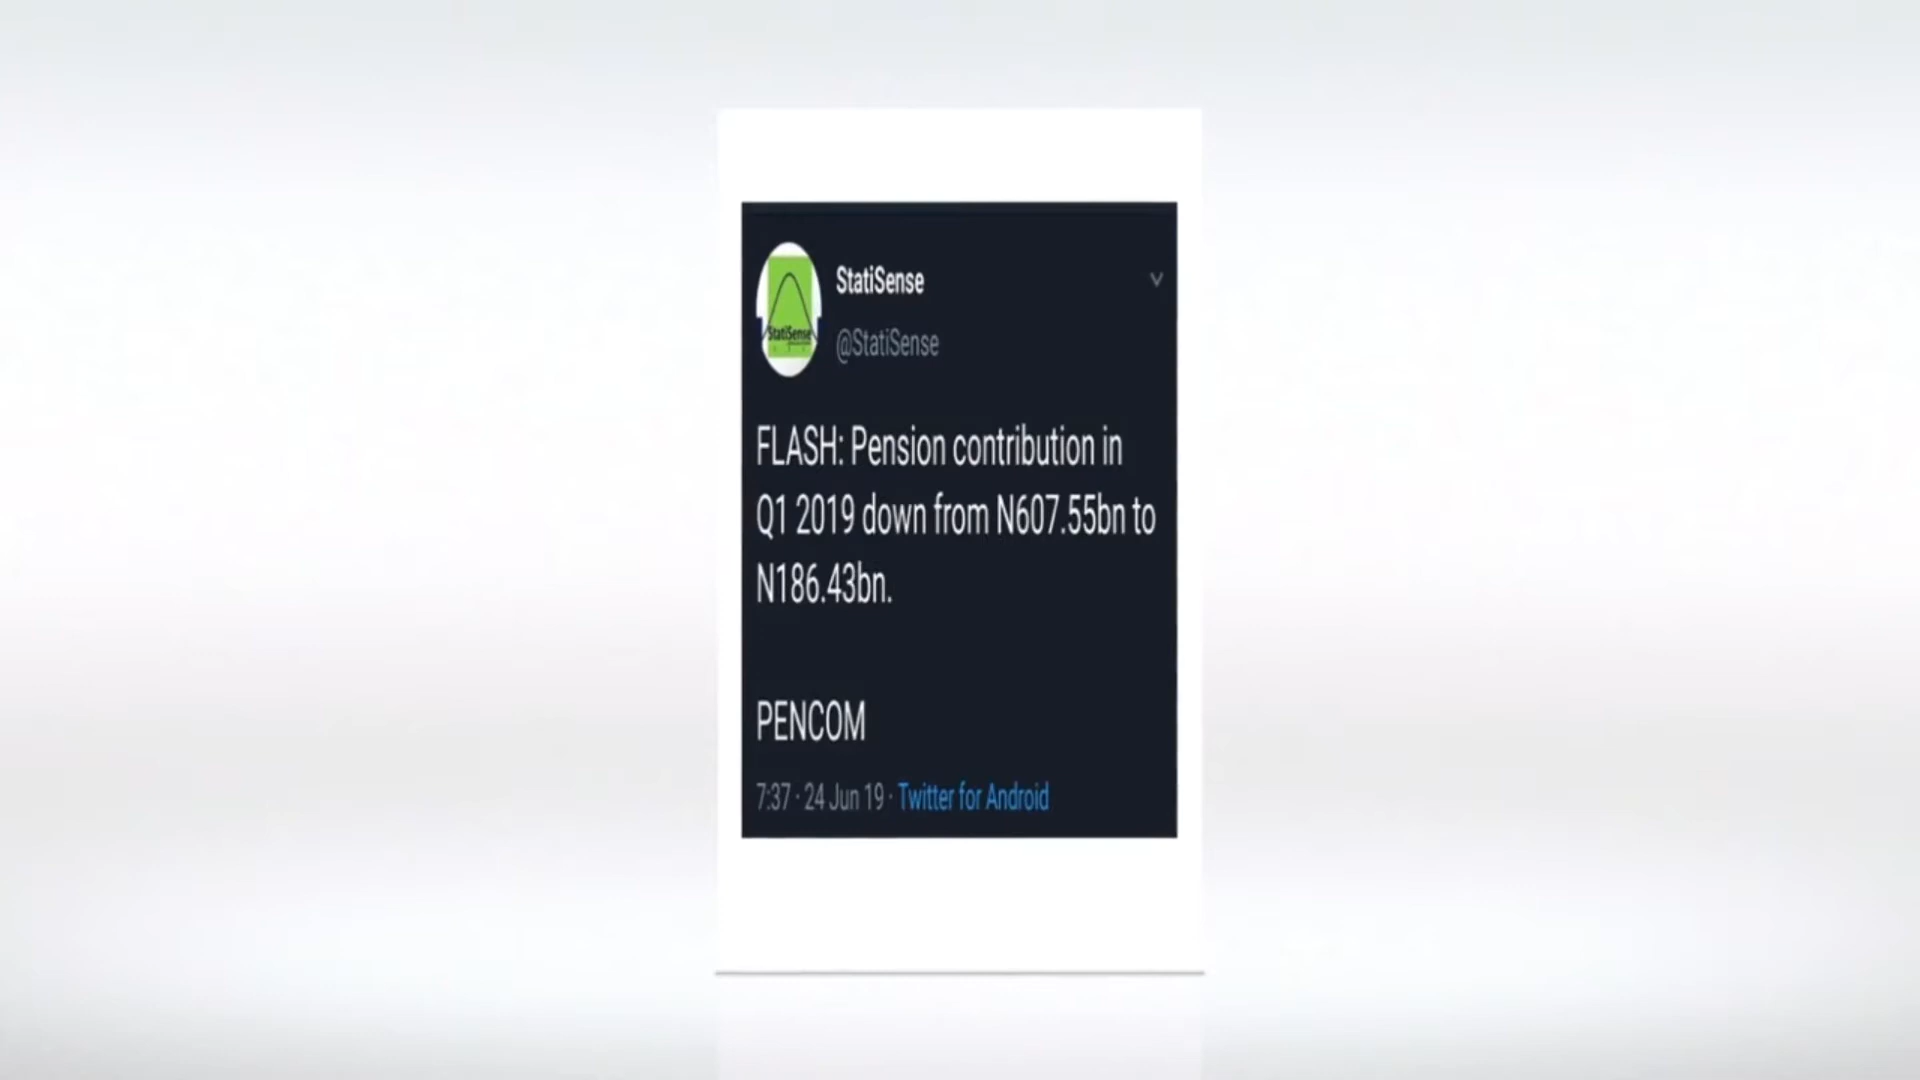 StatiSense
@StatiSense
StatiSense
FLASH: Pension contribution in
Q1 2019 down from N607.55bn to
N186.43bn.
PENCOM
7:37 · 24 Jun 19 · Twitter for Android